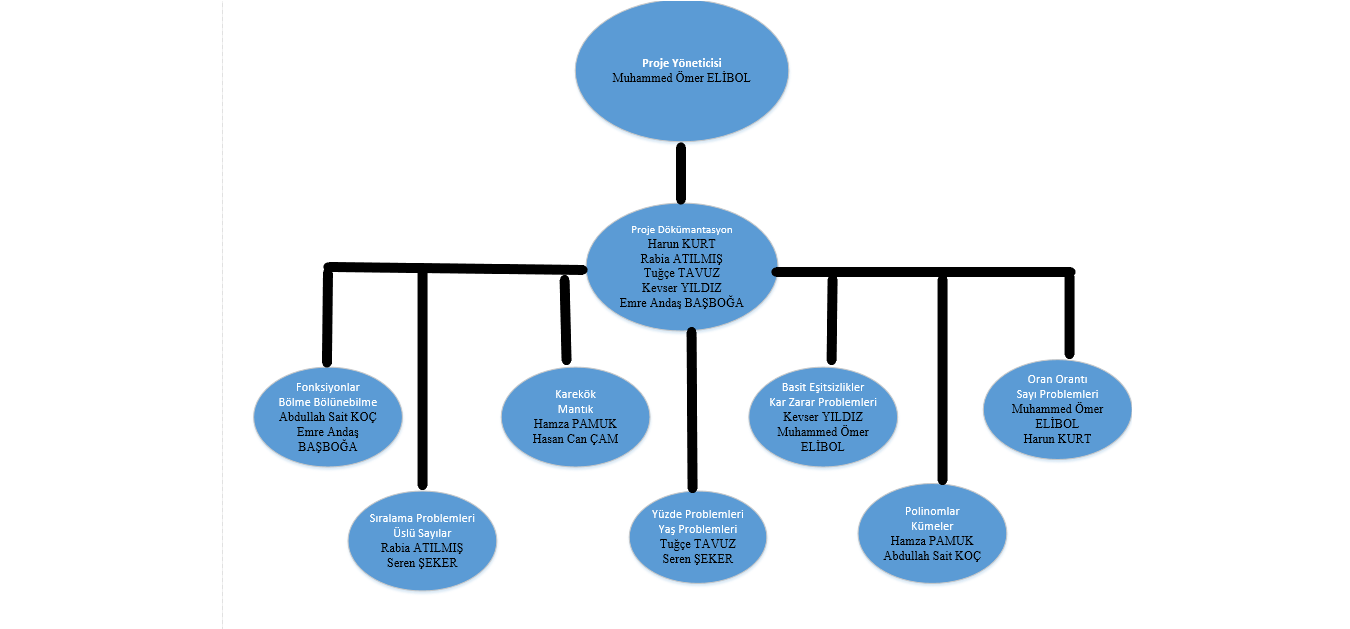 Proje Yöneticisi
Muhammed Ömer ELİBOL
Proje Dökümantasyon
Harun KURT
Rabia ATILMIŞ
Tuğçe TAVUZ
Kevser YILDIZ
Emre Andaş BAŞBOĞA
Fonksiyonlar
Bölme Bölünebilme
Abdullah Sait KOÇ
Emre Andaş
BAŞBOĞA
Karekök
Mantık
Hamza PAMUK
Hasan Can ÇAM
Basit Eşitsizlikler
Kar Zarar Problemleri
Kevser YILDIZ
Muhammed Ömer
ELİBOL
Oran Orantı
Sayı Problemleri
Muhammed Ömer
ELİBOL
Harun KURT
Sıralama Problemleri
Üslü Sayılar
Rabia ATILMIŞ
Seren ŞEKER
Yüzde Problemleri
Yaş Problemleri
Tuğçe TAVUZ
Seren ŞEKER
Polinomlar
Kümeler
Hamza PAMUK
Abdullah Sait KOÇ